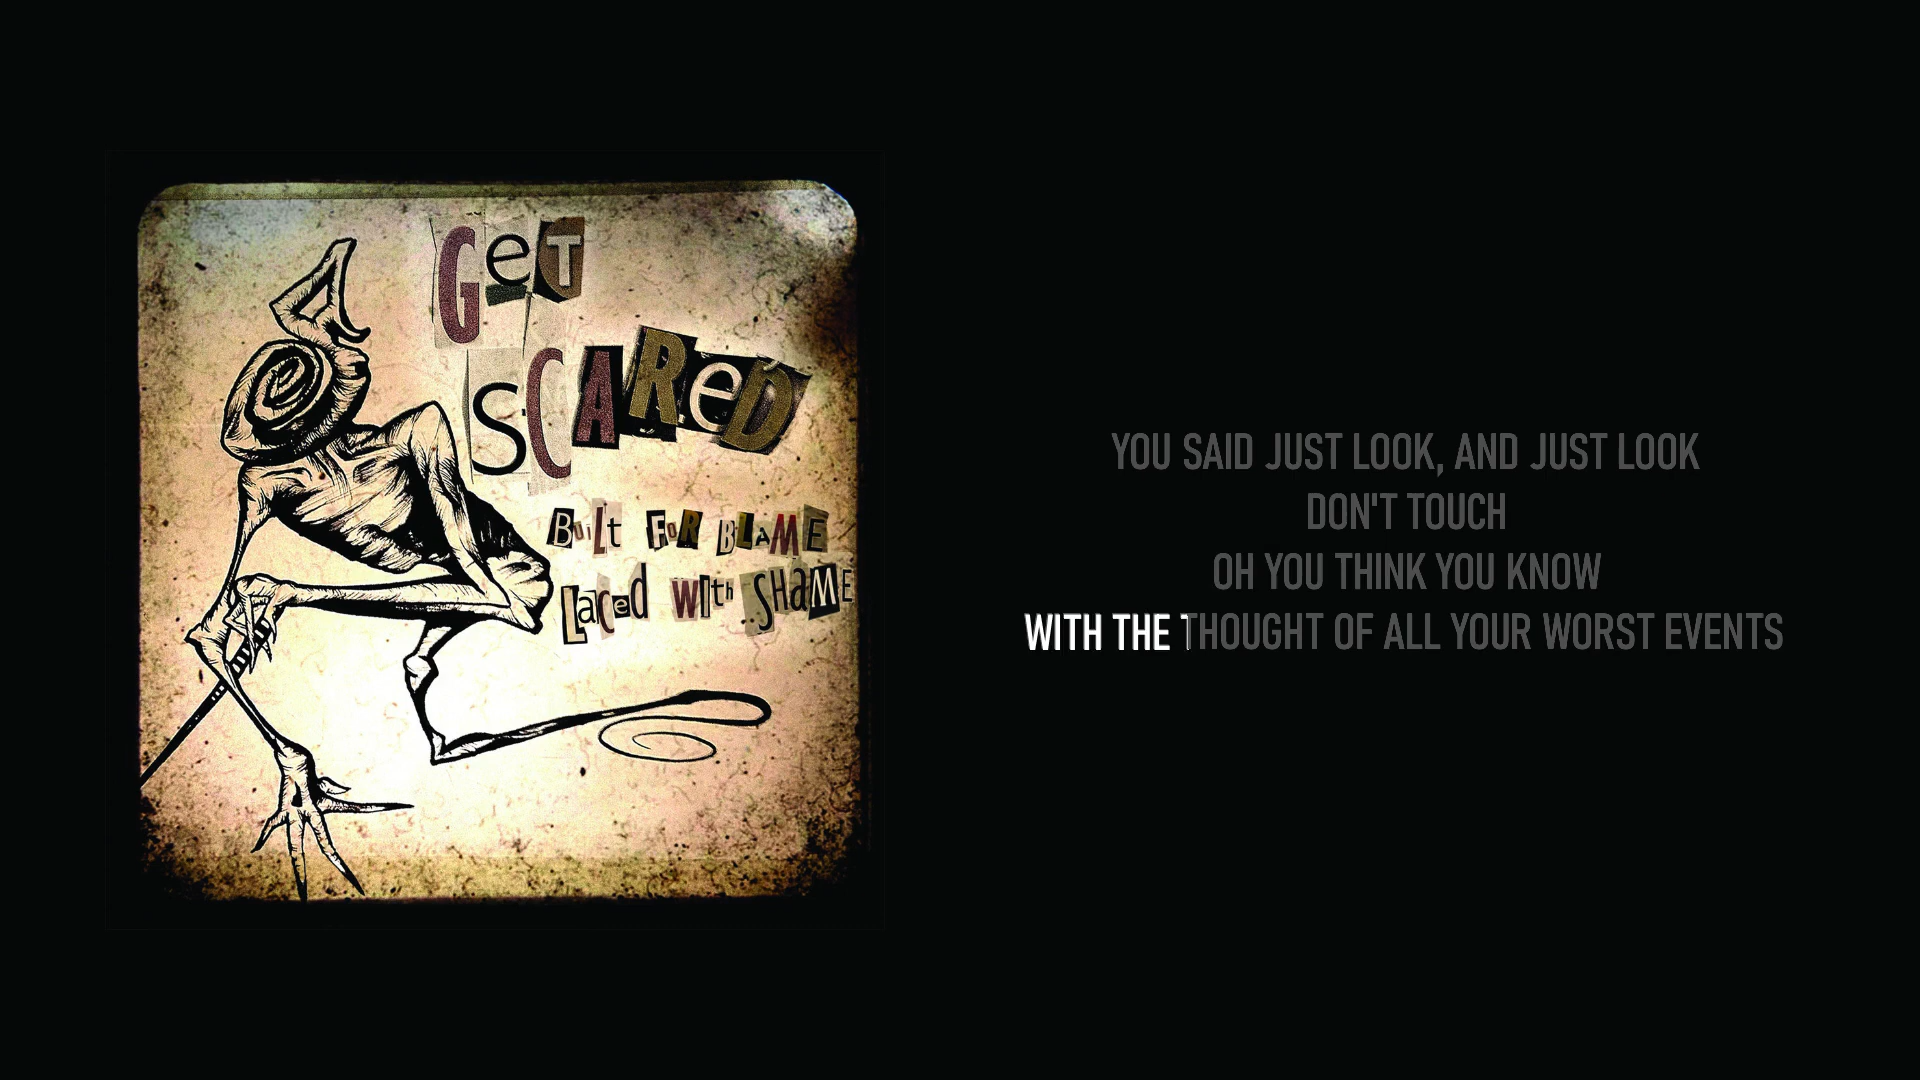 GeT
SCAReD
BuiLt FoR BLAME
LaCed WIth SHaME
YOU SAID JUST LOOK, AND JUST LOOK
DON'T TOUCH
OH YOU THINK YOU KNOW
WITH THE THOUGHT OF ALL YOUR WORST EVENTS